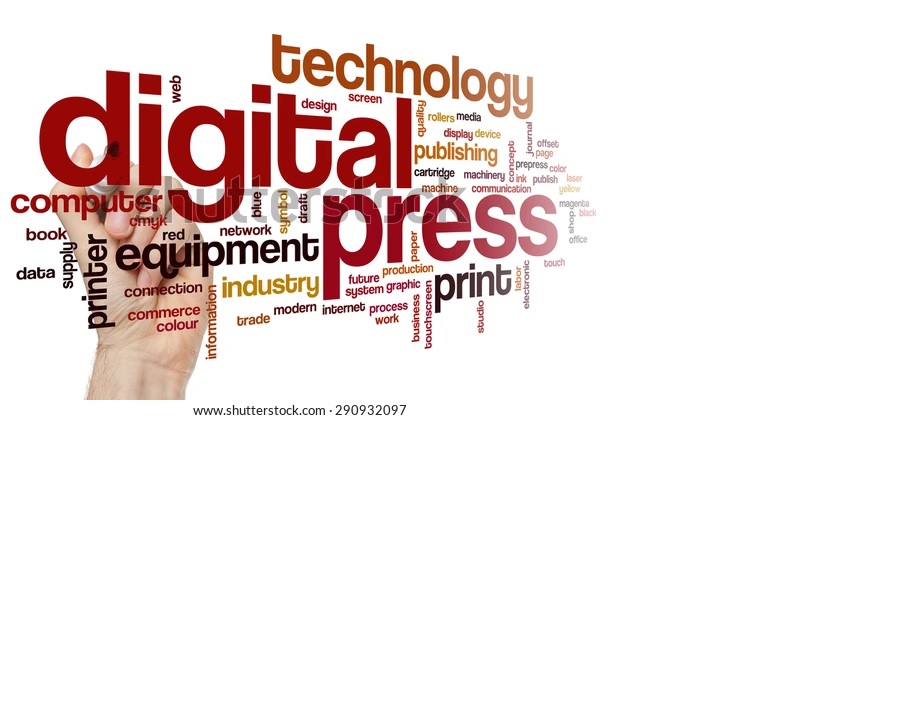 technology
web
digital
design
screen
quality
rollers
media
display
device
journal
offset
page
publishing
concept
prepress
color
cartridge
machinery
ink
publish
laser
machine
communication
yellow
shutterstock
computer
cmyk
blue
symbol
draft
press
magenta
black
shop
office
book
supply
printer
red
network
equipment
paper
data
touch
connection
industry
future
production
system
graphic
print
labor
electronic
information
commerce
colour
trade
modern
internet
process
work
business
touchscreen
studio
www.shutterstock.com · 290932097